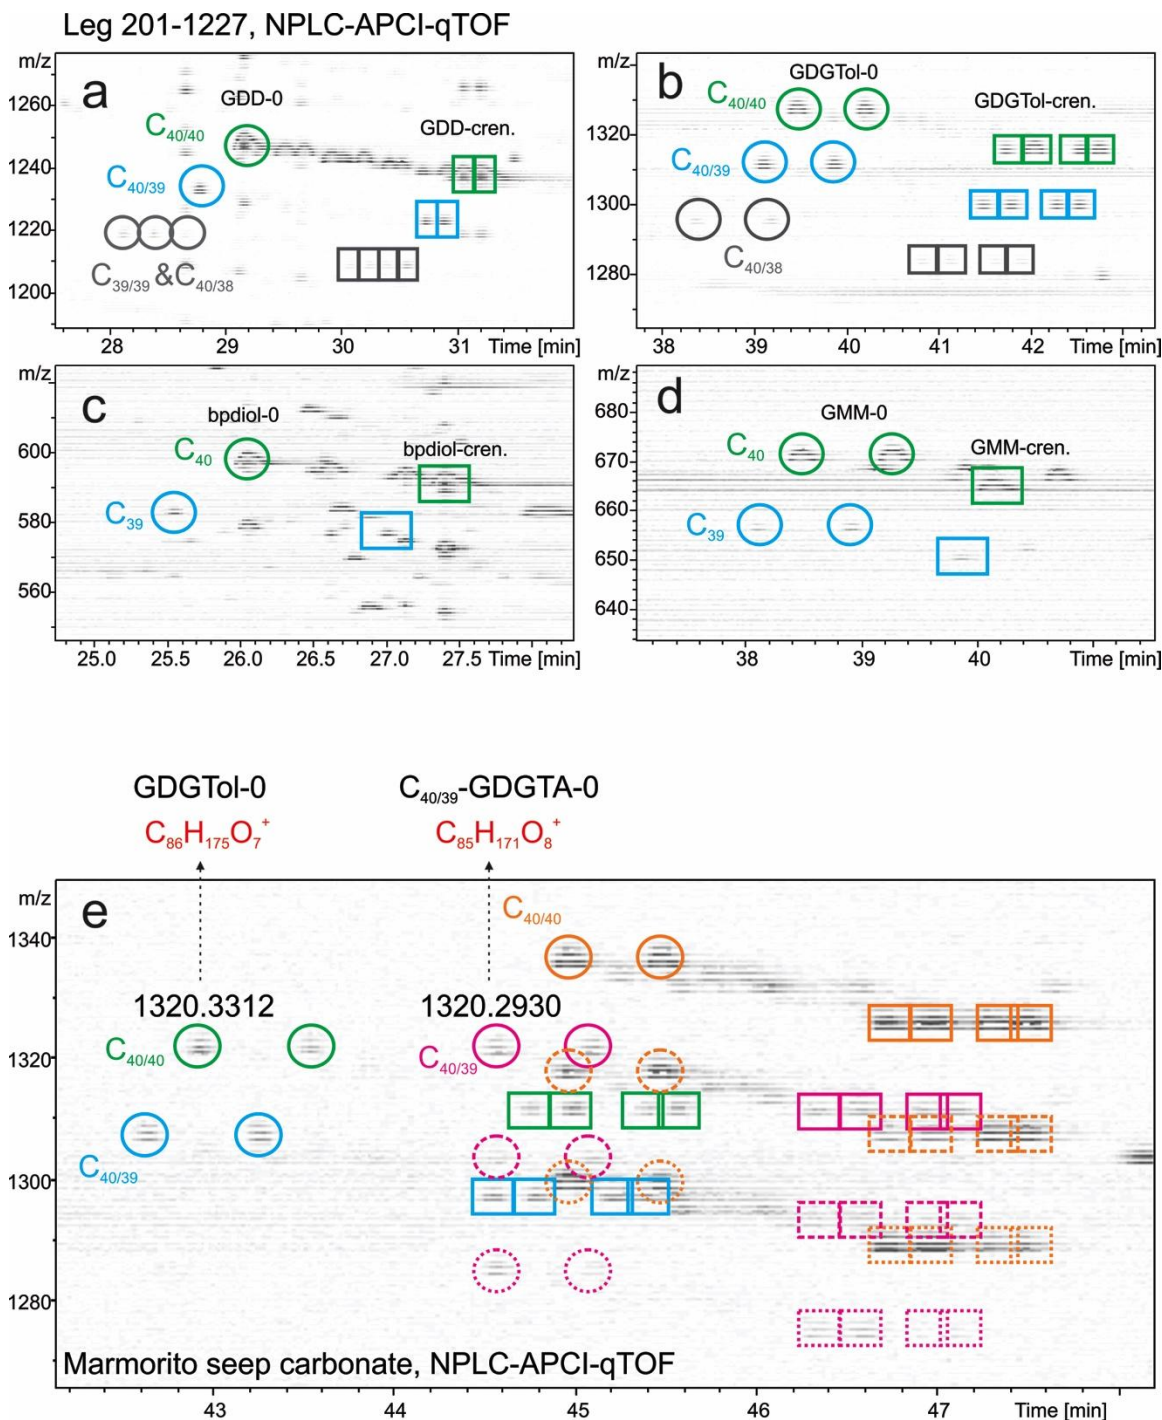 Leg 201-1227, NPLC-APCI-qTOF
m/z
a
GDD-0
C40/40
GDD-cren.
C40/39
C39/39 & C40/38
1260
1240
1220
1200
28 29 30 31 Time [min]
m/z
b
GDGTol-0
C40/40
GDGTol-cren.
C40/39
C40/38
1320
1300
1280
38 39 40 41 42 Time [min]
m/z
c
bpdiol-0
C40
bpdiol-cren.
C39
600
580
560
25.0 25.5 26.0 26.5 27.0 27.5 Time [min]
m/z
d
GMM-0
C40
GMM-cren.
C39
680
670
660
650
640
38 39 40 Time [min]
GDGTol-0
C86H175O7+
C40/39-GDGTA-0
C85H171O8+
m/z
e
C40/40
1320.3312
1320.2930
C40/40
C40/39
C40/39
1340
1320
1300
1280
Marmorito seep carbonate, NPLC-APCI-qTOF
43 44 45 46 47 Time [min]